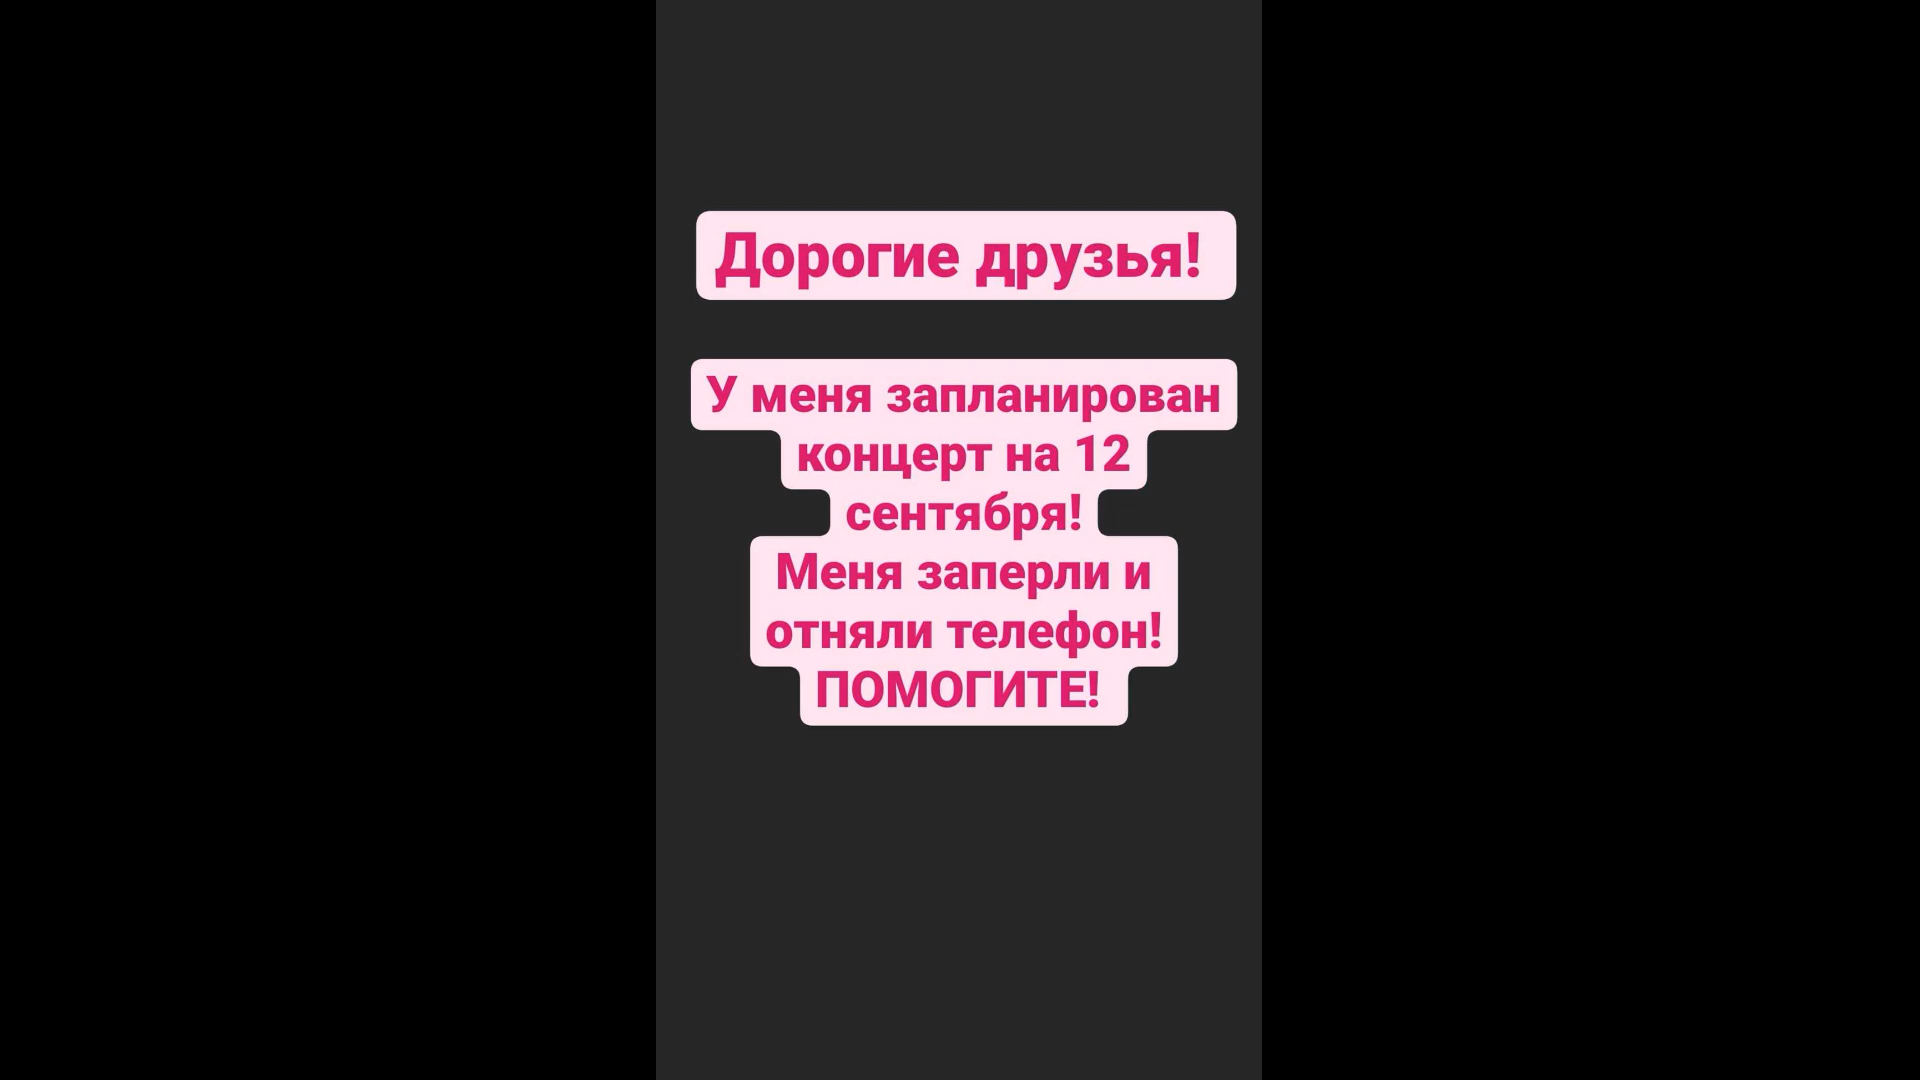 Дорогие друзья!
У меня запланирован
концерт на 12
сентября!
Меня заперли и
отняли телефон!
ПОМОГИТЕ!